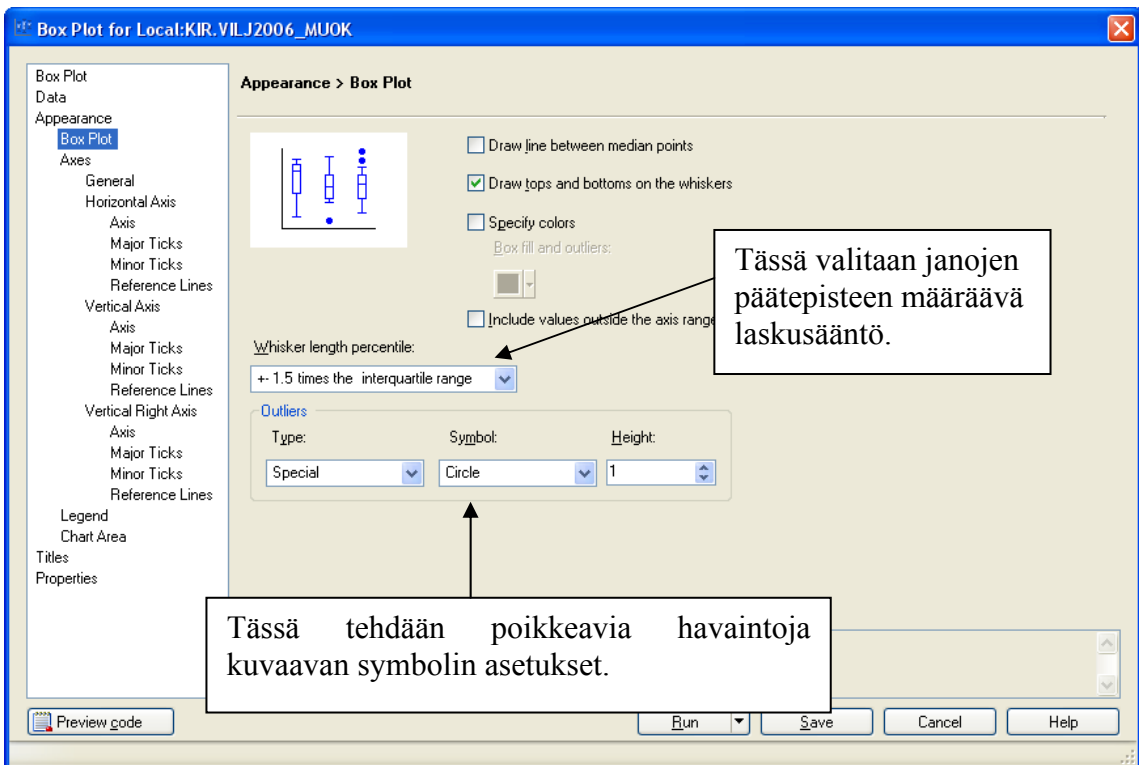 Box Plot for Local:KIR.VILJ2006_MUOK
Box Plot
Data
Appearance
Box Plot
Axes
General
Horizontal Axis
Axis
Major Ticks
Minor Ticks
Reference Lines
Vertical Axis
Axis
Major Ticks
Minor Ticks
Reference Lines
Vertical Right Axis
Axis
Major Ticks
Minor Ticks
Reference Lines
Legend
Chart Area
Titles
Properties
Appearance > Box Plot
Draw line between median points
Draw tops and bottoms on the whiskers
Specify colors
Box fill and outliers:
Include values outside the axis range
Tässä valitaan janojen
päätepisteen määräävä
laskusääntö.
Whisker length percentile:
+- 1.5 times the interquartile range
Outliers
Type: Symbol: Height:
Special Circle 1
Tässä tehdään poikkeavia havaintoja
kuvaavan symbolin asetukset.
Preview code Run Save Cancel Help